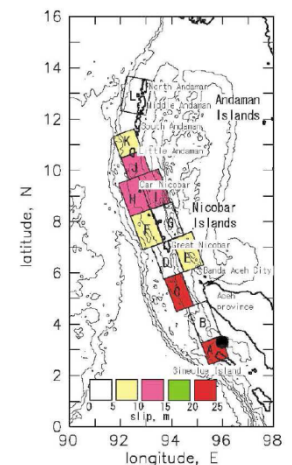 16
14
12
10
8
6
4
2
0
latitude, N
North Andaman
Middle Andaman
Andaman
Islands
South Andaman
Little Andaman
Car Nicobar
Nicobar
Islands
Great Nicobar
Banda Aceh City
Aceh
province
Simeulue Island
L
K
J
H
I
F
G
D
E
C
B
A
0 5 10 15 20 25
slip, m
90 92 94 96 98
longitude, E